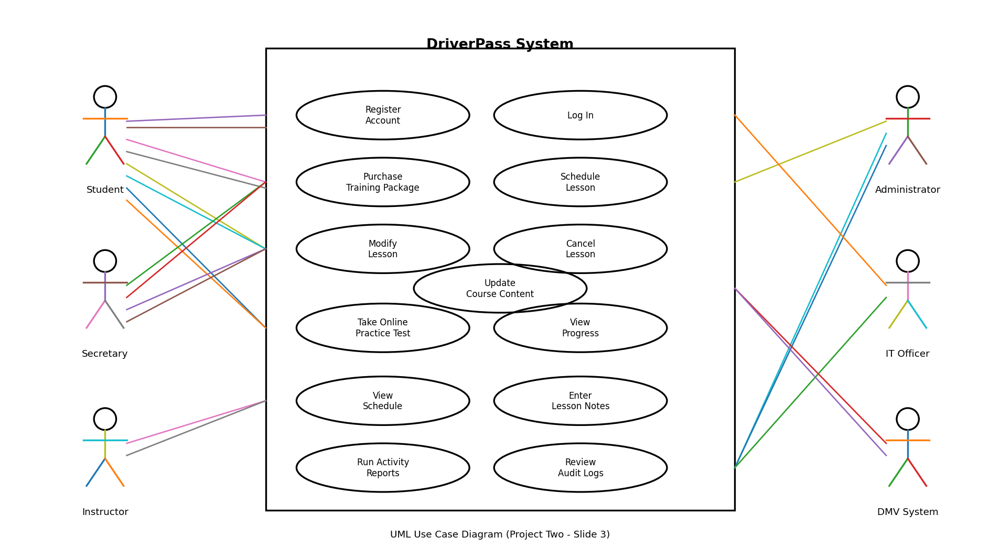 DriverPass System
Register
Account
Log In
Purchase
Training Package
Schedule
Lesson
Student
Administrator
Modify
Lesson
Cancel
Lesson
Update
Course Content
Take Online
Practice Test
View
Progress
Secretary
IT Officer
View
Schedule
Enter
Lesson Notes
Run Activity
Reports
Review
Audit Logs
Instructor
DMV System
UML Use Case Diagram (Project Two - Slide 3)